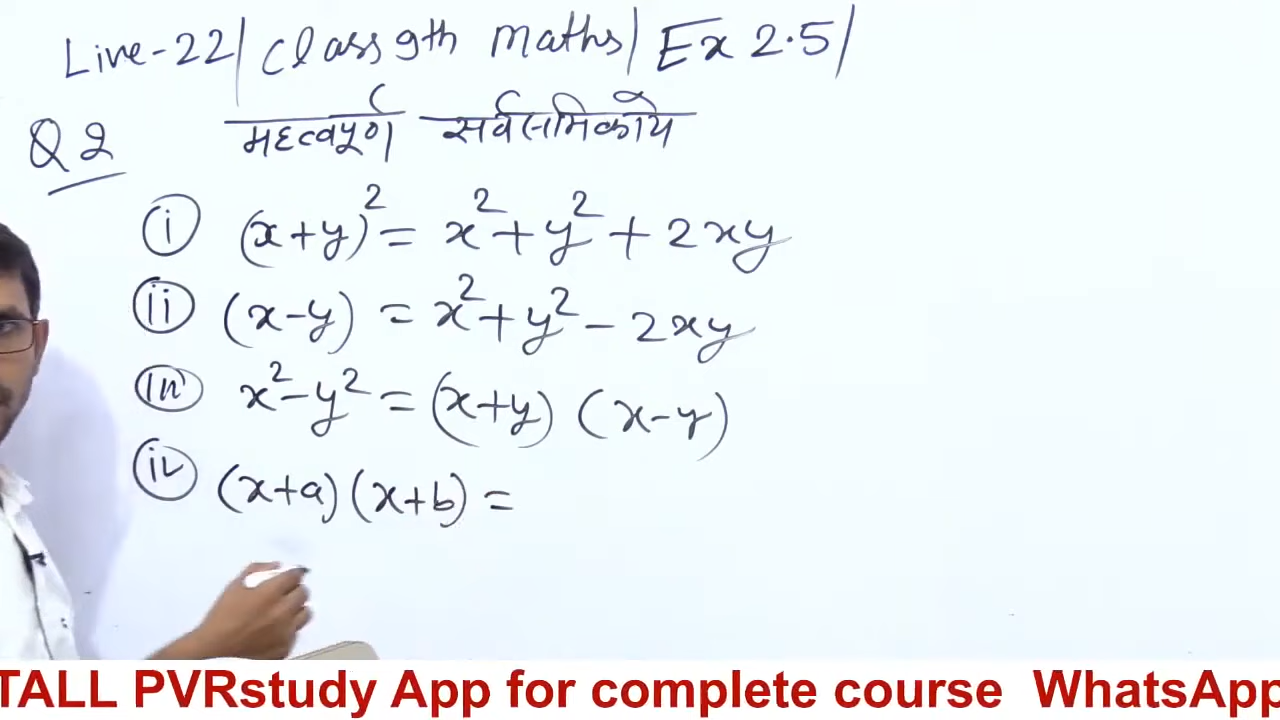 Live-22/ Class 9th maths/ Ex 2.5/
महत्वपूर्ण सर्वसमिकाये
Q 2
(i) (x+y)² = x²+y²+2xy
(ii) (x-y) = x²+y²-2xy
(iii) x²-y² = (x+y) (x-y)
(iv) (x+a)(x+b) =
TALL PVRstudy App for complete course WhatsApp